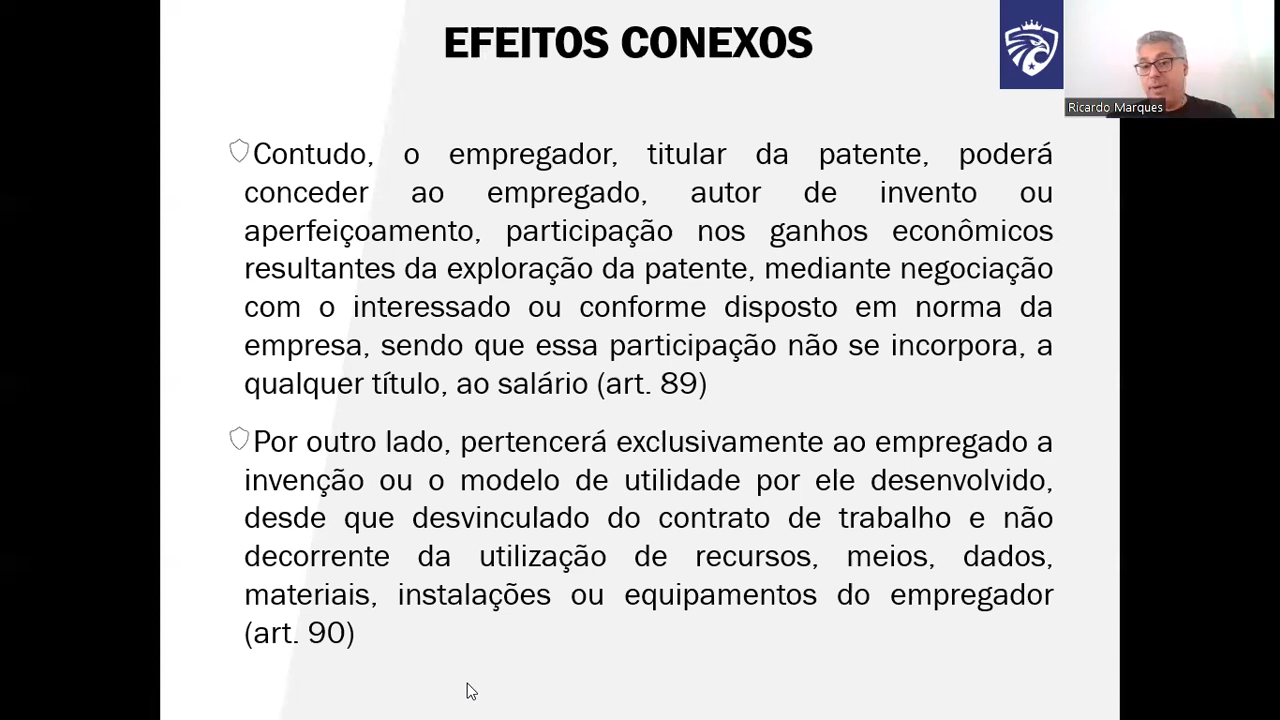 EFEITOS CONEXOS
Ricardo Marques
Contudo, o empregador, titular da patente, poderá
conceder ao empregado, autor de invento ou
aperfeiçoamento, participação nos ganhos econômicos
resultantes da exploração da patente, mediante negociação
com o interessado ou conforme disposto em norma da
empresa, sendo que essa participação não se incorpora, a
qualquer título, ao salário (art. 89)
Por outro lado, pertencerá exclusivamente ao empregado a
invenção ou o modelo de utilidade por ele desenvolvido,
desde que desvinculado do contrato de trabalho e não
decorrente da utilização de recursos, meios, dados,
materiais, instalações ou equipamentos do empregador
(art. 90)